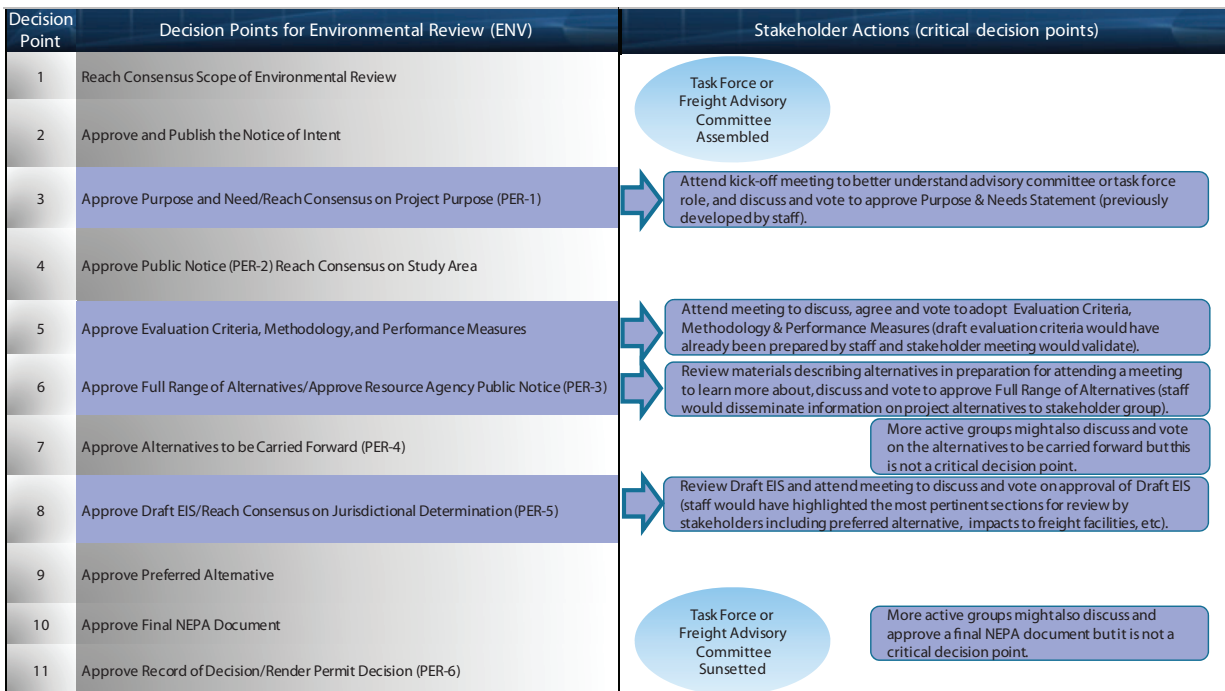 Decision
Point
Decision Points for Environmental Review (ENV)
Stakeholder Actions (critical decision points)
1
Reach Consensus Scope of Environmental Review
Task Force or
Freight Advisory
Committee
Assembled
2
Approve and Publish the Notice of Intent
3
Approve Purpose and Need/Reach Consensus on Project Purpose (PER-1)
Attend kick-off meeting to better understand advisory committee or task force
role, and discuss and vote to approve Purpose & Needs Statement (previously
developed by staff).
4
Approve Public Notice (PER-2) Reach Consensus on Study Area
5
Approve Evaluation Criteria, Methodology, and Performance Measures
Attend meeting to discuss, agree and vote to adopt Evaluation Criteria,
Methodology & Performance Measures (draft evaluation criteria would have
already been prepared by staff and stakeholder meeting would validate).
6
Approve Full Range of Alternatives/Approve Resource Agency Public Notice (PER-3)
Review materials describing alternatives in preparation for attending a meeting
to learn more about, discuss and vote to approve Full Range of Alternatives (staff
would disseminate information on project alternatives to stakeholder group).
7
Approve Alternatives to be Carried Forward (PER-4)
More active groups might also discuss and vote
on the alternatives to be carried forward but this
is not a critical decision point.
8
Approve Draft EIS/Reach Consensus on Jurisdictional Determination (PER-5)
Review Draft EIS and attend meeting to discuss and vote on approval of Draft EIS
(staff would have highlighted the most pertinent sections for review by
stakeholders including preferred alternative, impacts to freight facilities, etc).
9
Approve Preferred Alternative
10
Approve Final NEPA Document
Task Force or
Freight Advisory
Committee
Sunsetted
More active groups might also discuss and
approve a final NEPA document but it is not a
critical decision point.
11
Approve Record of Decision/Render Permit Decision (PER-6)